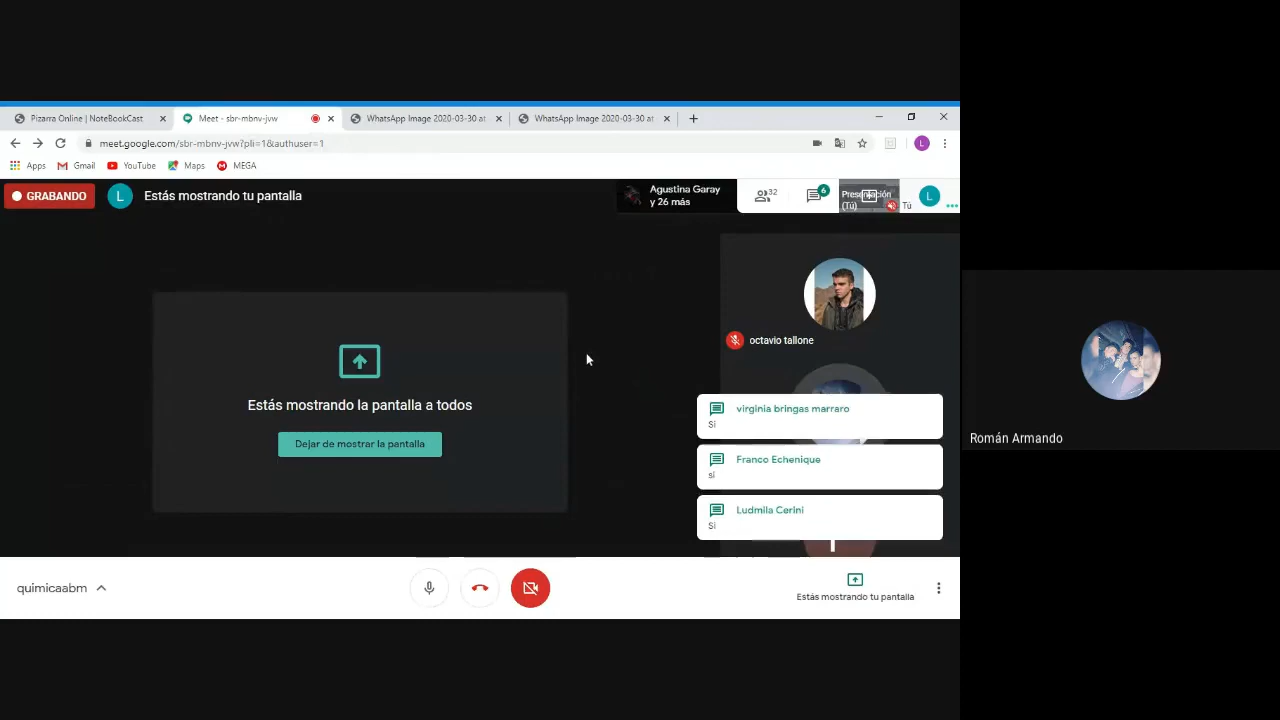 Pizarra Online | NoteBookCast
Meet - sbr-mbnv-jvw
WhatsApp Image 2020-03-30 at
WhatsApp Image 2020-03-30 at
meet.google.com/sbr-mbnv-jvw?pli=1&authuser=1
L
Apps
Gmail
YouTube
Maps
MEGA
GRABANDO
L
Estás mostrando tu pantalla
Agustina Garay
y 26 más
32
6
Presentación
(Tú)
Tú
L
octavio tallone
Estás mostrando la pantalla a todos
Dejar de mostrar la pantalla
virginia bringas marraro
Si
Franco Echenique
si
Ludmila Cerini
Si
Román Armando
quimicaabm
Estás mostrando tu pantalla